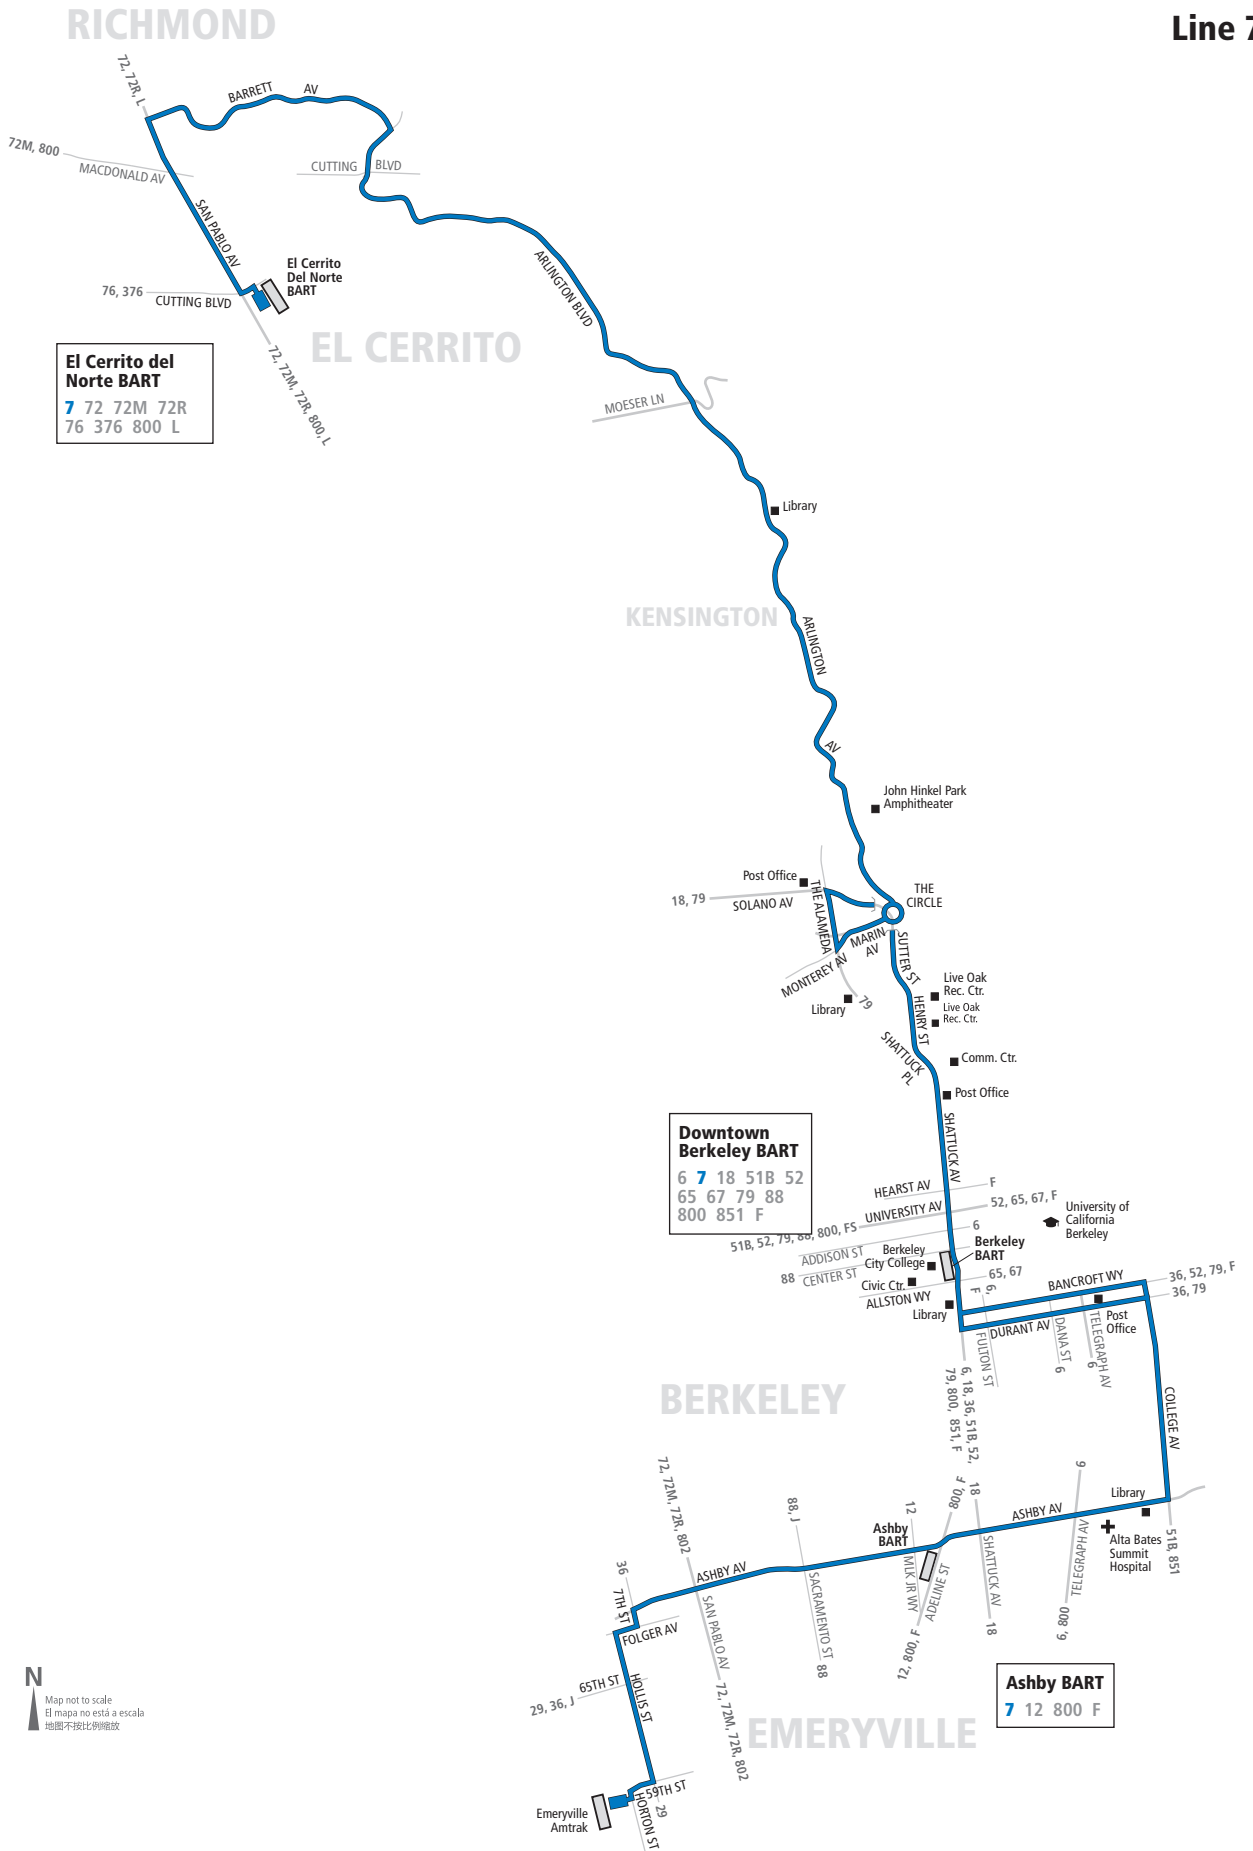 RICHMOND
Line 7
72, 72R, L
BARRETT AV
72M, 800
MACDONALD AV
CUTTING BLVD
SAN PABLO AV
El Cerrito
Del Norte
BART
76, 376
CUTTING BLVD
ARLINGTON BLVD
EL CERRITO
72, 72M, 72R, 800, L
El Cerrito del
Norte BART
7 72 72M 72R
76 376 800 L
MOESER LN
Library
KENSINGTON
ARLINGTON
AV
John Hinkel Park
Amphitheater
Post Office
18, 79
SOLANO AV
THE ALAMEDA
THE
CIRCLE
MARIN
AV
MONTEREY AV
SUTTER ST
Library
79
Live Oak
Rec. Ctr.
Live Oak
Rec. Ctr.
HENRY ST
SHATTUCK
PL
Comm. Ctr.
Post Office
SHATTUCK AV
Downtown
Berkeley BART
6 7 18 51B 52
65 67 79 88
800 851 F
HEARST AV
F
UNIVERSITY AV
52, 65, 67, F
51B, 52, 79, 88, 800, FS
University of
California
Berkeley
ADDISON ST
6
Berkeley
BART
Berkeley
City College
88
CENTER ST
Civic Ctr.
65, 67
ALLSTON WY
Library
F
6,
BANCROFT WY
36, 52, 79, F
36, 79
Post
Office
DURANT AV
FULTON ST
DANA ST
6
TELEGRAPH AV
6
6, 18, 36, 51B, 52,
79, 800, 851, F
BERKELEY
COLLEGE AV
72, 72M, 72R, 802
88, J
12
800, F
18
6
Library
ASHBY AV
Ashby
BART
Alta Bates
Summit
Hospital
51B, 851
36
7TH ST
ASHBY AV
SACRAMENTO ST
88
MLK JR WY
ADELINE ST
12, 800, F
SHATTUCK AV
18
TELEGRAPH AV
6, 800
FOLGER AV
SAN PABLO AV
72, 72M, 72R, 802
65TH ST
29, 36, J
HOLLIS ST
Ashby BART
7 12 800 F
EMERYVILLE
N
Map not to scale
El mapa no está a escala
地图不按比例缩放
59TH ST
29
HORTON ST
Emeryville
Amtrak